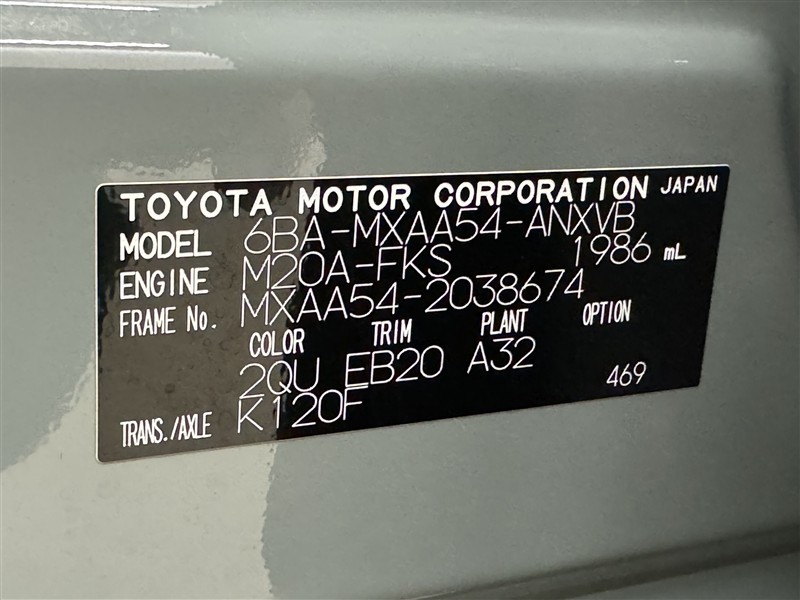 TOYOTA MOTOR CORPORATION JAPAN
MODEL 6BA-MXAA54-ANXVB
ENGINE M20A-FKS 1986 mL
FRAME No. MXAA54-2038674
COLOR TRIM PLANT OPTION
2QU EB20 A32 469
TRANS./AXLE K120F